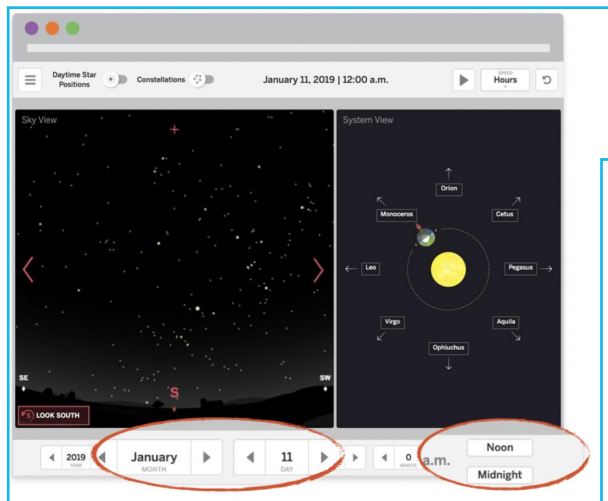 Daytime Star
Positions
Constellations
January 11, 2019 | 12:00 a.m.
SPEED
Hours
Sky View
System View
Orion
Monoceros
Cetus
Leo
Pegasus
Virgo
Aquila
Ophiuchus
SE
S
SW
S
LOOK SOUTH
2019
YEAR
January
MONTH
11
DAY
0
MINUTE
a.m.
Noon
Midnight